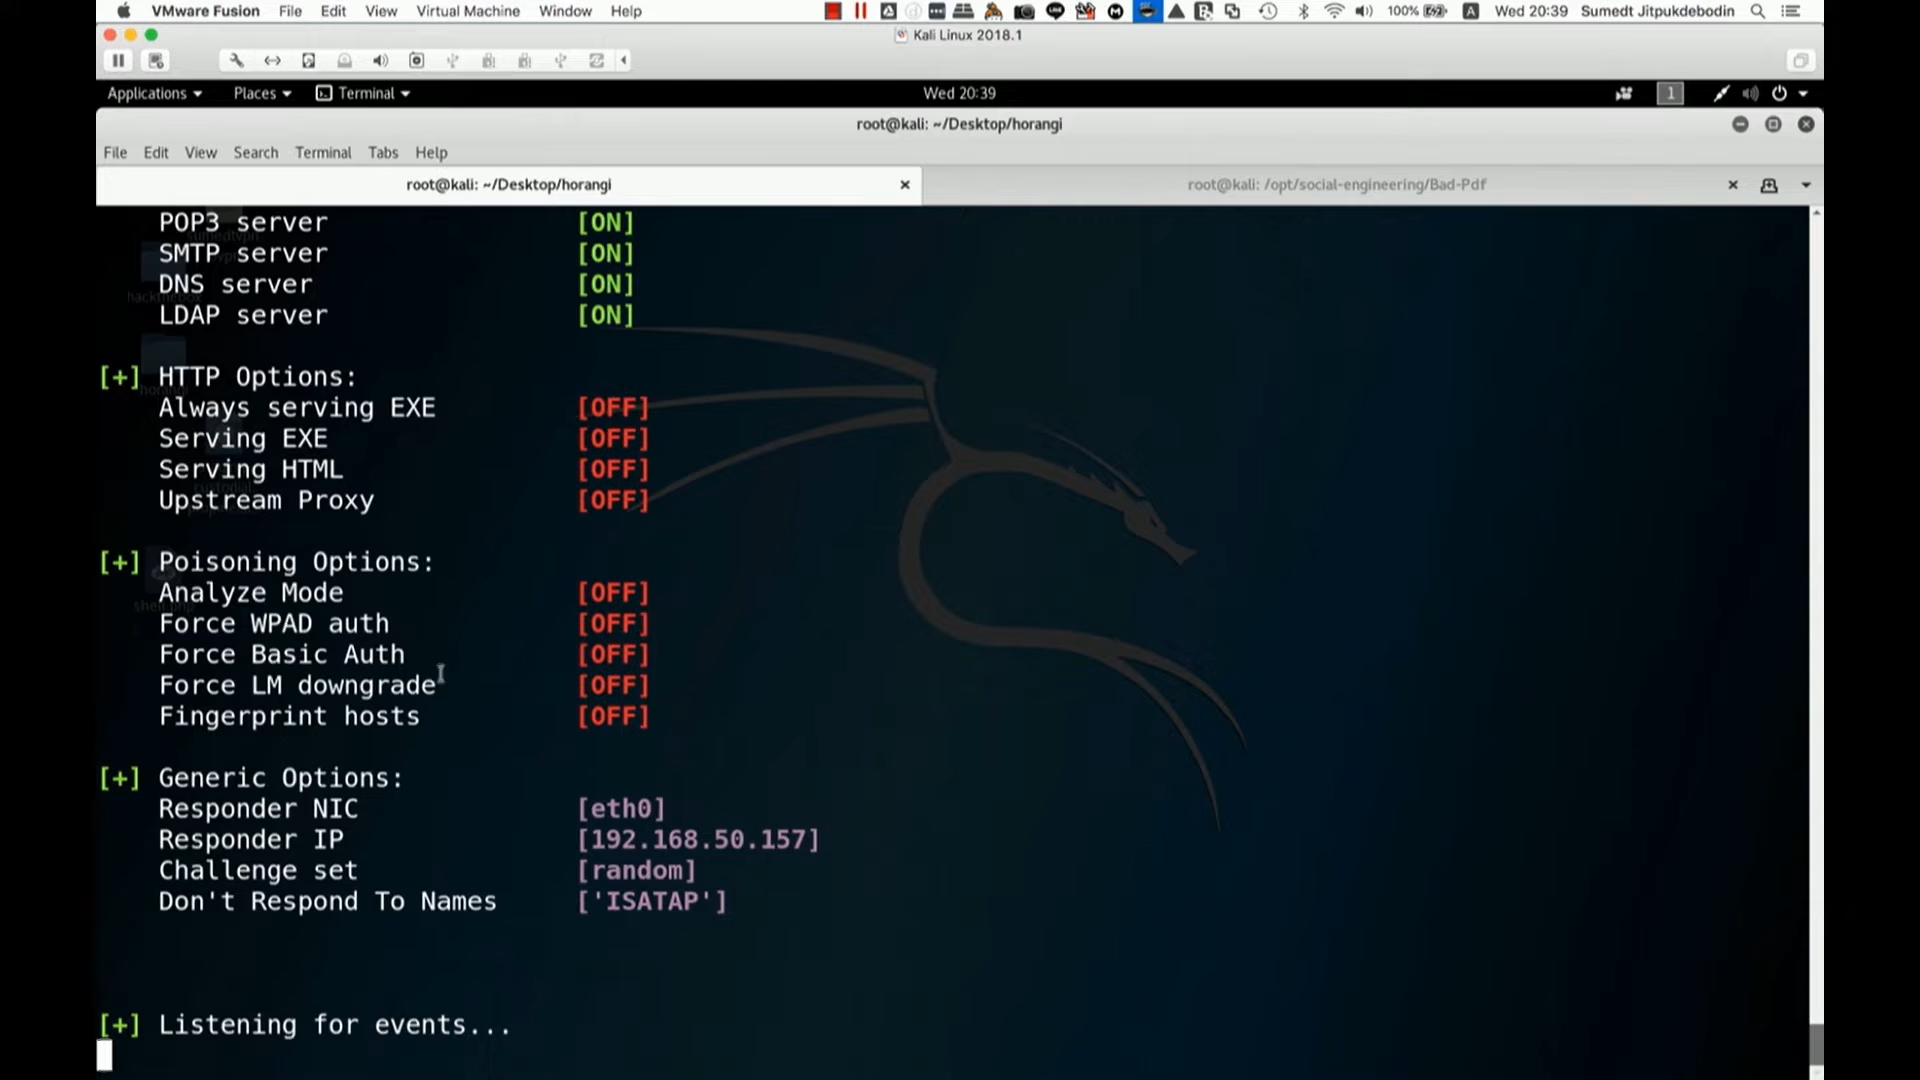 VMware Fusion File Edit View Virtual Machine Window Help 100% Wed 20:39 Sumedt Jitpukdebodin
Kali Linux 2018.1
Applications Places Terminal Wed 20:39 1
root@kali: ~/Desktop/horangi
File Edit View Search Terminal Tabs Help
root@kali: ~/Desktop/horangi root@kali: /opt/social-engineering/Bad-Pdf
POP3 server [ON]
SMTP server [ON]
DNS server [ON]
LDAP server [ON]
[+] HTTP Options:
Always serving EXE [OFF]
Serving EXE [OFF]
Serving HTML [OFF]
Upstream Proxy [OFF]
[+] Poisoning Options:
Analyze Mode [OFF]
Force WPAD auth [OFF]
Force Basic Auth [OFF]
Force LM downgrade [OFF]
Fingerprint hosts [OFF]
[+] Generic Options:
Responder NIC [eth0]
Responder IP [192.168.50.157]
Challenge set [random]
Don't Respond To Names ['ISATAP']
[+] Listening for events...